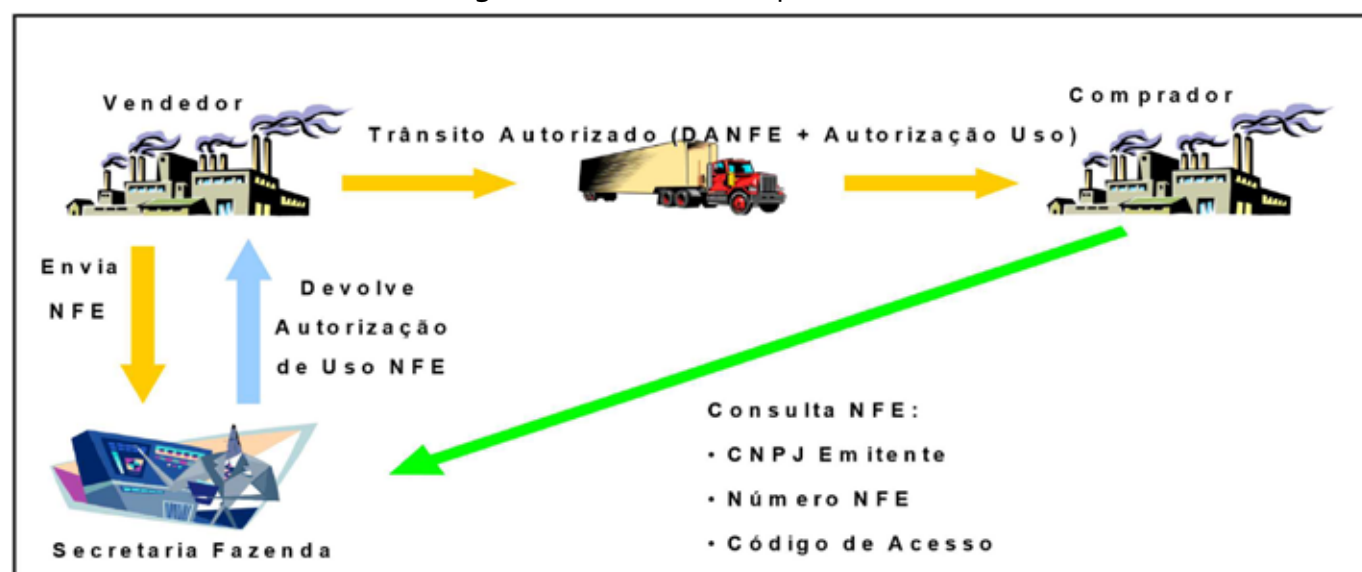 Vendedor
Comprador
Trânsito Autorizado (DANFE + Autorização Uso)
Envia
NFE
Devolve
Autorização
de Uso NFE
Consulta NFE:
• CNPJ Emitente
• Número NFE
• Código de Acesso
Secretaria Fazenda